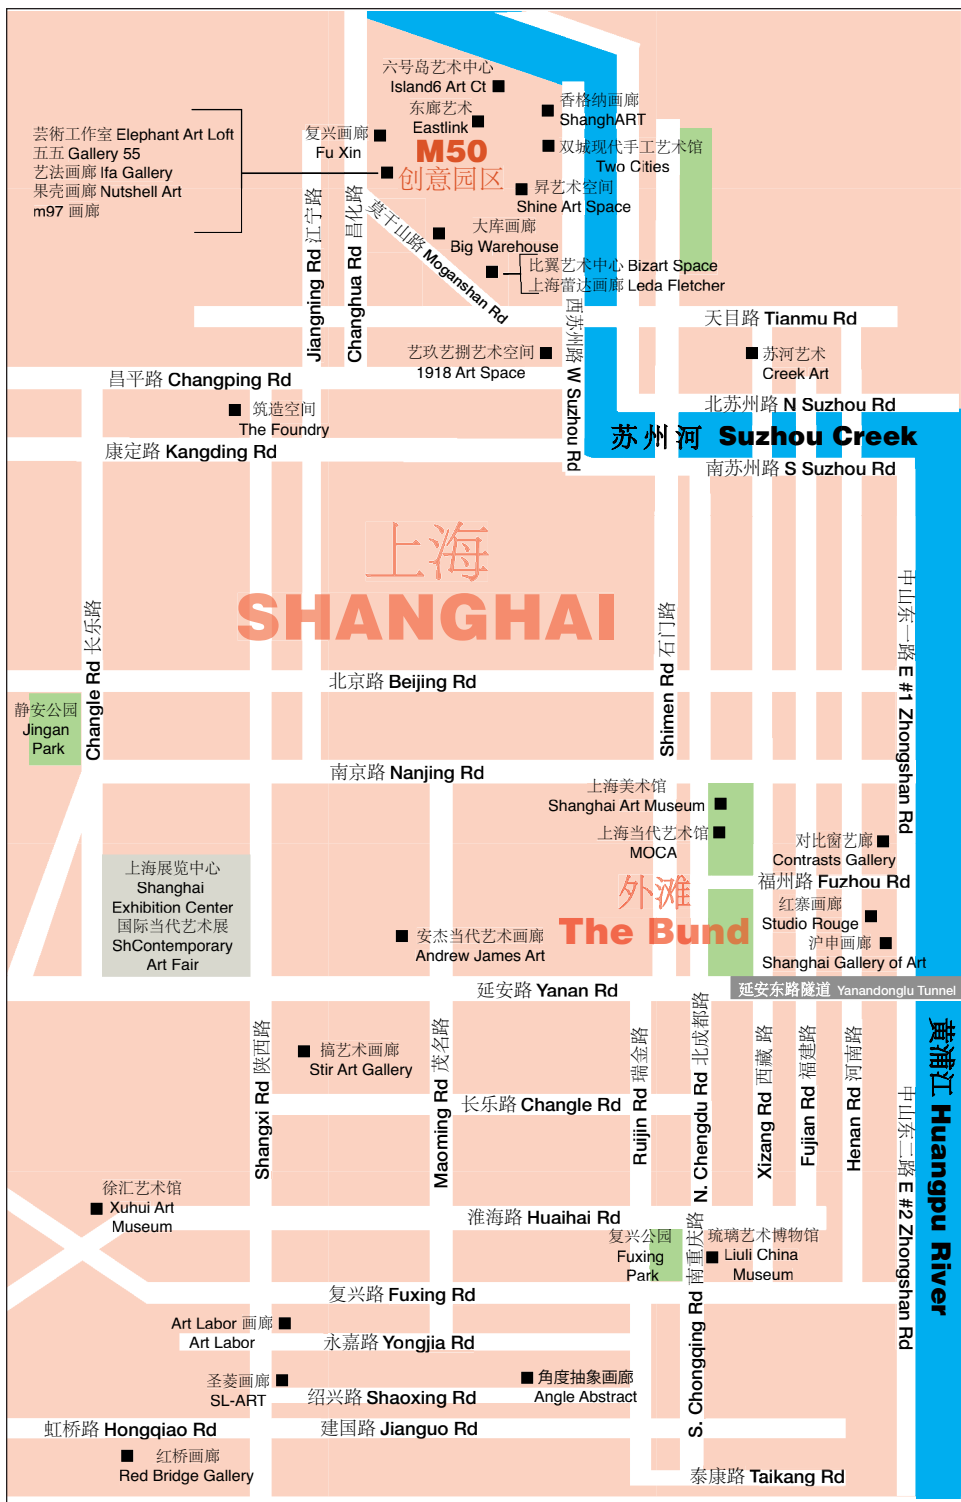 六号岛艺术中心
Island6 Art Ct
香格纳画廊
ShanghART
东廊艺术
Eastlink
芸術工作室 Elephant Art Loft
五五 Gallery 55
艺法画廊 Ifa Gallery
果壳画廊 Nutshell Art
m97 画廊
复兴画廊
Fu Xin
M50
创意园区
双城现代手工艺术馆
Two Cities
昇艺术空间
Shine Art Space
大库画廊
Big Warehouse
比翼艺术中心 Bizart Space
上海雷达画廊 Leda Fletcher
Jiangning Rd 江宁路
Changhua Rd 昌化路
莫干山路 Moganshan Rd
天目路 Tianmu Rd
西苏州路 W Suzhou Rd
艺玖艺捌艺术空间
1918 Art Space
苏河艺术
Creek Art
昌平路 Changping Rd
北苏州路 N Suzhou Rd
筑造空间
The Foundry
苏州河 Suzhou Creek
康定路 Kangding Rd
南苏州路 S Suzhou Rd
上海
SHANGHAI
Changle Rd 长乐路
Shimen Rd 石门路
中山东一路 E #1 Zhongshan Rd
北京路 Beijing Rd
静安公园
Jingan
Park
南京路 Nanjing Rd
上海美术馆
Shanghai Art Museum
上海当代艺术馆
MOCA
对比窗艺廊
Contrasts Gallery
上海展览中心
Shanghai
Exhibition Center
国际当代艺术展
ShContemporary
Art Fair
外滩
The Bund
福州路 Fuzhou Rd
红寨画廊
Studio Rouge
沪申画廊
Shanghai Gallery of Art
安杰当代艺术画廊
Andrew James Art
延安路 Yanan Rd
延安东路隧道 Yanandonglu Tunnel
Shangxi Rd 陕西路
搞艺术画廊
Stir Art Gallery
Maoming Rd 茂名路
Ruijin Rd 瑞金路
N. Chengdu Rd 北成都路
Xizang Rd 西藏 路
Fujian Rd 福建路
Henan Rd 河南路
中山东二路 E #2 Zhongshan Rd
黄浦江 Huangpu River
长乐路 Changle Rd
徐汇艺术馆
Xuhui Art
Museum
淮海路 Huaihai Rd
复兴公园
Fuxing
Park
S. Chongqing Rd 南重庆路
琉璃艺术博物馆
Liuli China
Museum
复兴路 Fuxing Rd
Art Labor 画廊
Art Labor
永嘉路 Yongjia Rd
圣菱画廊
SL-ART
角度抽象画廊
Angle Abstract
绍兴路 Shaoxing Rd
虹桥路 Hongqiao Rd
建国路 Jianguo Rd
红桥画廊
Red Bridge Gallery
泰康路 Taikang Rd